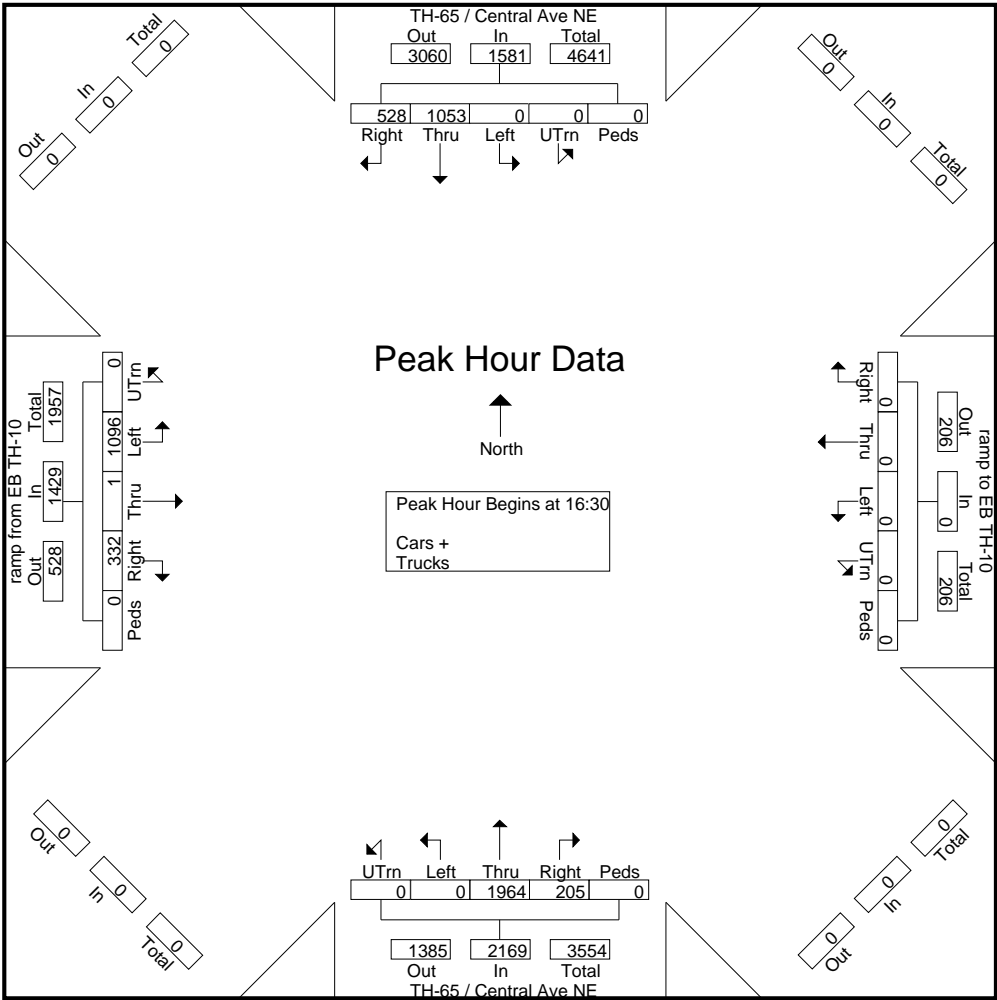 TH-65 / Central Ave NE
Out In Total
3060 1581 4641
528 1053 0 0 0
Right Thru Left UTrn Peds
Total
0
In
0
Out
0
Out
0
In
0
Total
0
ramp from EB TH-10
Out In Total
528 1429 1957
Peds Right Thru Left UTrn
0 332 1 1096 0
Peak Hour Data
North
Peak Hour Begins at 16:30
Cars +
Trucks
Right Thru Left UTrn Peds
0 0 0 0 0
Out In Total
206 0 206
ramp to EB TH-10
Out
0
In
0
Total
0
UTrn Left Thru Right Peds
0 0 1964 205 0
1385 2169 3554
Out In Total
TH-65 / Central Ave NE
Total
0
In
0
Out
0